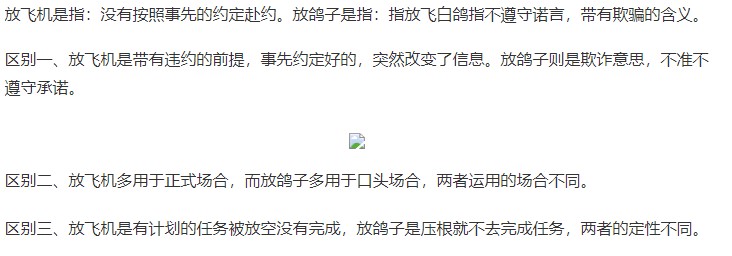 放飞机是指：没有按照事先的约定赴约。放鸽子是指：指放飞白鸽指不遵守诺言，带有欺骗的含义。
区别一、放飞机是带有违约的前提，事先约定好的，突然改变了信息。放鸽子则是欺诈意思，不准不
遵守承诺。
区别二、放飞机多用于正式场合，而放鸽子多用于口头场合，两者运用的场合不同。
区别三、放飞机是有计划的任务被放空没有完成，放鸽子是压根就不去完成任务，两者的定性不同。